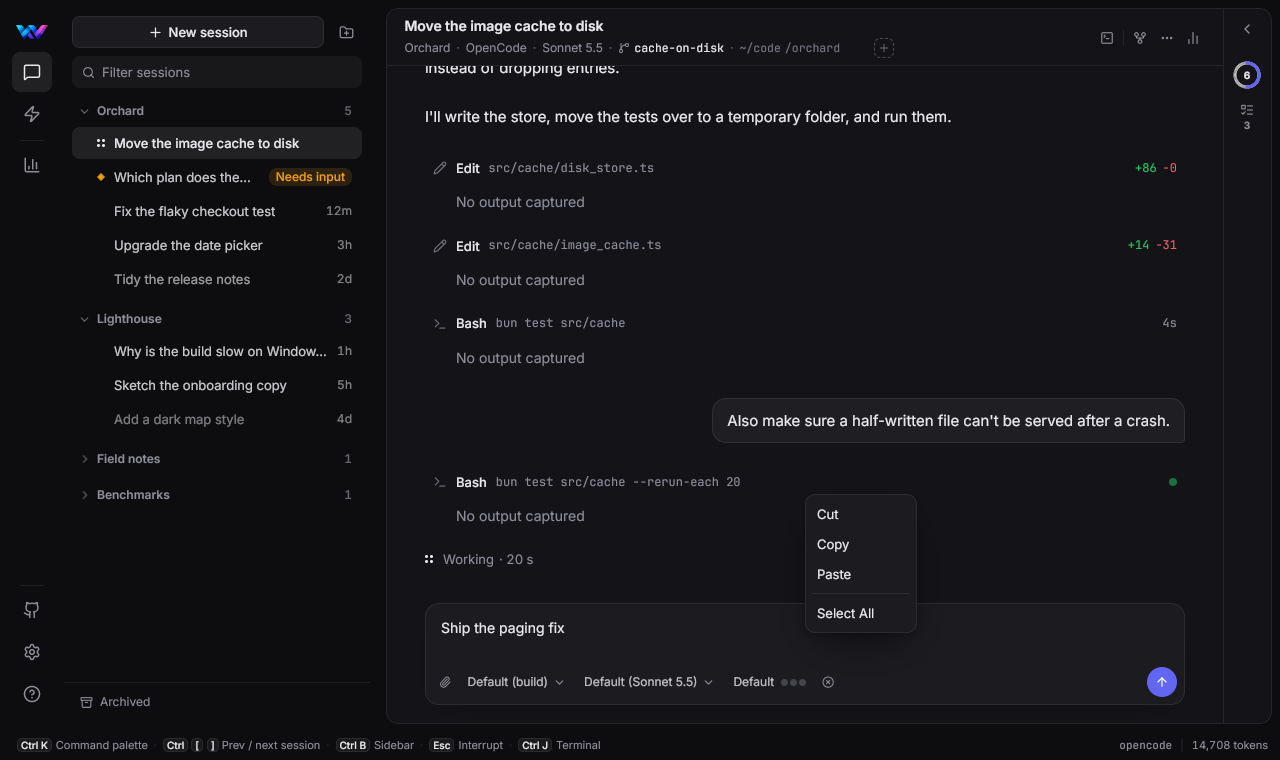 New session
Filter sessions
Orchard 5
Move the image cache to disk
Which plan does the... Needs input
Fix the flaky checkout test 12m
Upgrade the date picker 3h
Tidy the release notes 2d
Lighthouse 3
Why is the build slow on Window... 1h
Sketch the onboarding copy 5h
Add a dark map style 4d
Field notes 1
Benchmarks 1
Archived
Move the image cache to disk
Orchard · OpenCode · Sonnet 5.5 · cache-on-disk · ~/code/orchard
instead of dropping entries.
I'll write the store, move the tests over to a temporary folder, and run them.
Edit src/cache/disk_store.ts +86 -0
No output captured
Edit src/cache/image_cache.ts +14 -31
No output captured
Bash bun test src/cache 4s
No output captured
Also make sure a half-written file can't be served after a crash.
Bash bun test src/cache --rerun-each 20
No output captured
Working · 20 s
Cut
Copy
Paste
Select All
Ship the paging fix
Default (build) Default (Sonnet 5.5) Default
6
3
Ctrl K Command palette · Ctrl [ ] Prev / next session · Ctrl B Sidebar · Esc Interrupt · Ctrl J Terminal
opencode 14,708 tokens